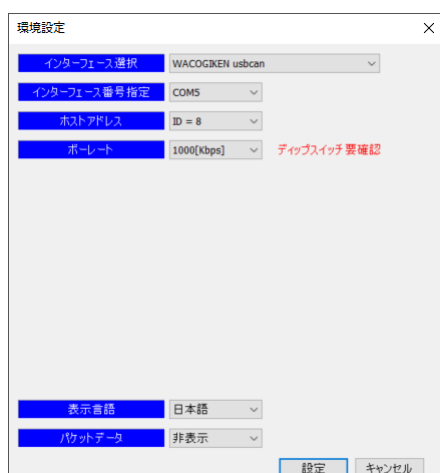 環境設定
インターフェース選択 WACOGIKEN usbcan
インターフェース番号指定 COM5
ホストアドレス ID = 8
ボーレート 1000[Kbps] ディップスイッチ要確認
表示言語 日本語
パケットデータ 非表示
設定 キャンセル